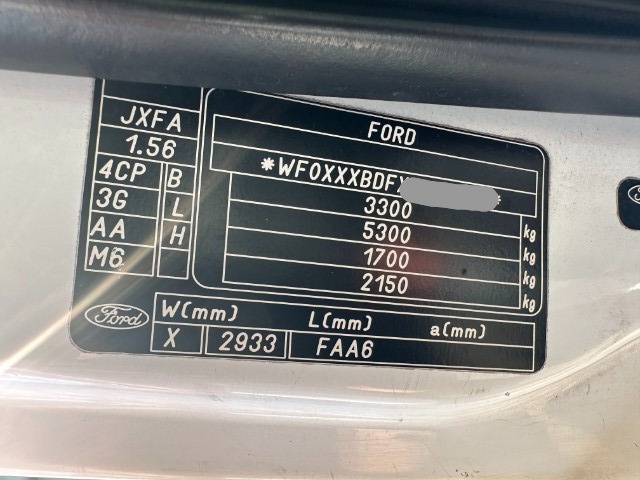 JXFA
1.56
4CP B
3G L
AA H
M6
FORD
*WF0XXXBDF
3300 kg
5300 kg
1700 kg
2150 kg
Ford
W(mm) L(mm) a(mm)
X 2933 FAA6